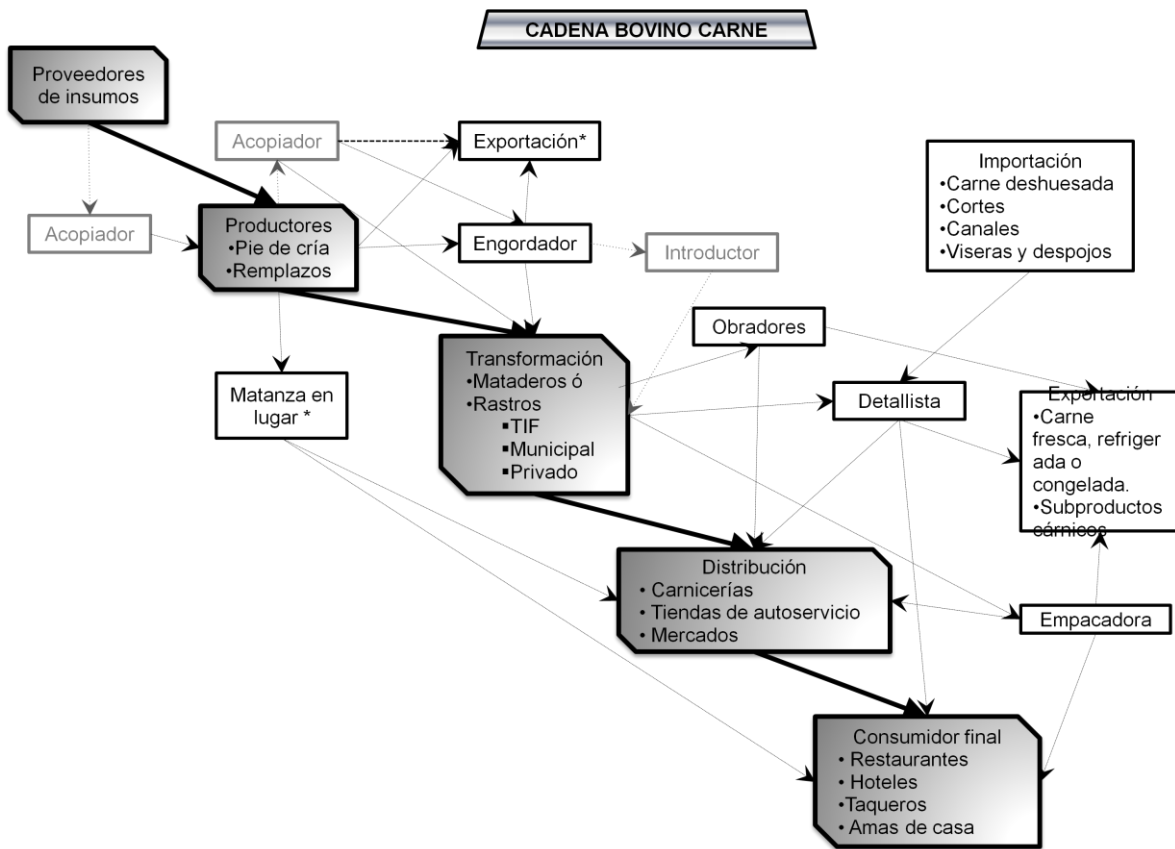 CADENA BOVINO CARNE
Proveedores
de insumos
Acopiador
Exportación*
Importación
•Carne deshuesada
•Cortes
•Canales
•Viseras y despojos
Acopiador
Productores
•Pie de cría
•Remplazos
Engordador
Introductor
Obradores
Transformación
•Mataderos ó
•Rastros
▪TIF
▪Municipal
▪Privado
Matanza en
lugar *
Detallista
Exportación
•Carne
fresca, refriger
ada o
congelada.
•Subproductos
cárnicos
Distribución
• Carnicerías
• Tiendas de autoservicio
• Mercados
Empacadora
Consumidor final
• Restaurantes
• Hoteles
•Taqueros
• Amas de casa